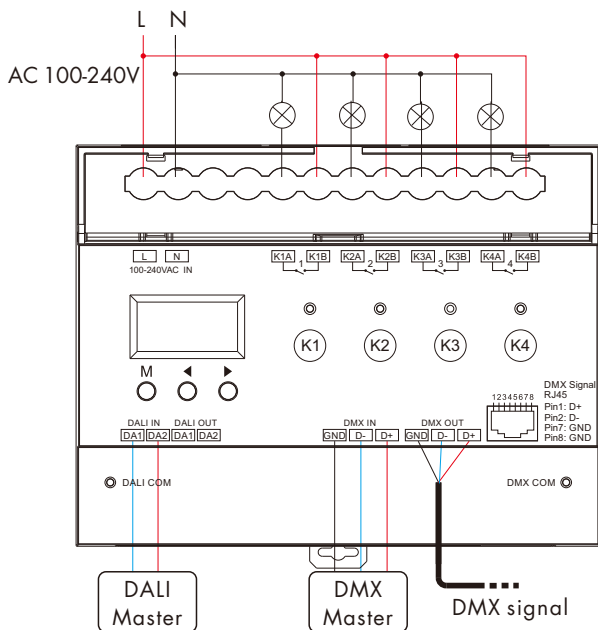 L N
AC 100-240V
L N
100-240VAC IN
K1A K1B K2A K2B K3A K3B K4A K4B
1 2 3 4
K1 K2 K3 K4
M
DMX Signal
RJ45
Pin1: D+
Pin2: D-
Pin7: GND
Pin8: GND
12345678
DALI IN DALI OUT
DA1 DA2 DA1 DA2
DMX IN DMX OUT
GND D- D+ GND D- D+
DALI COM
DMX COM
DALI
Master
DMX
Master
DMX signal